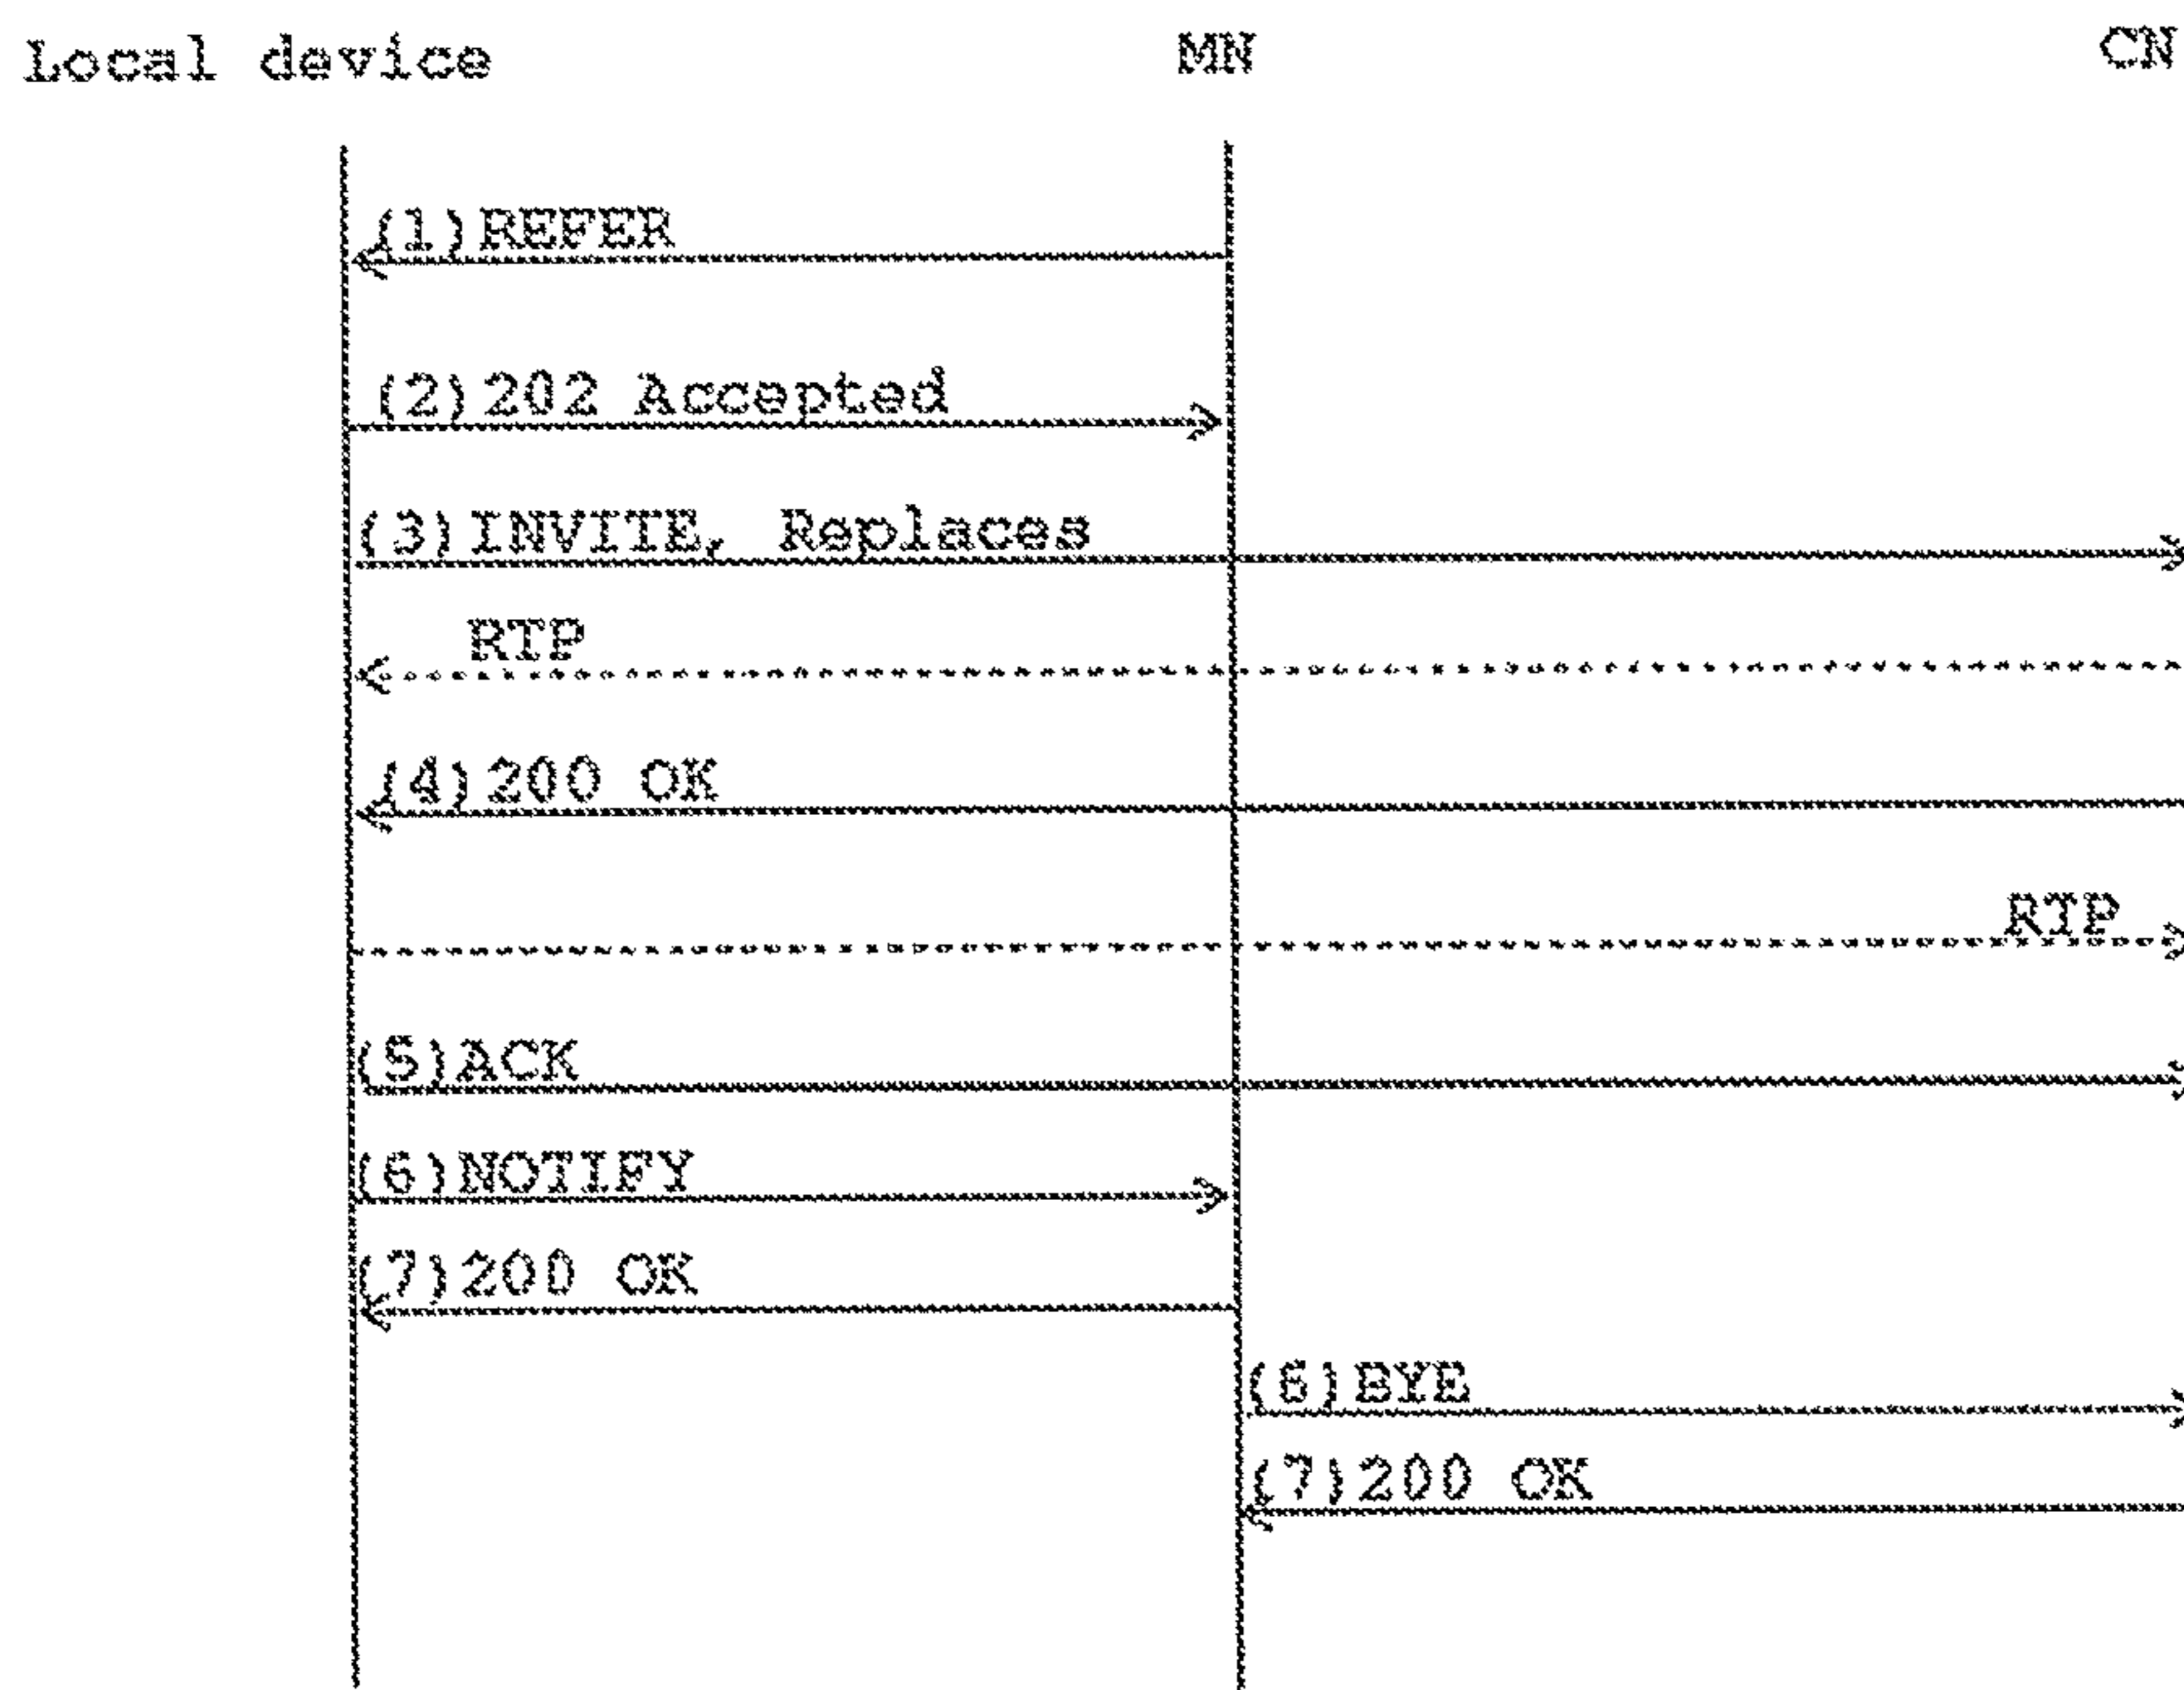 Local device MN CN
(1)REFER
(2)202 Accepted
(3)INVITE, Replaces
RTP
(4)200 OK
RTP
(5)ACK
(6)NOTIFY
(7)200 OK
(6)BYE
(7)200 OK